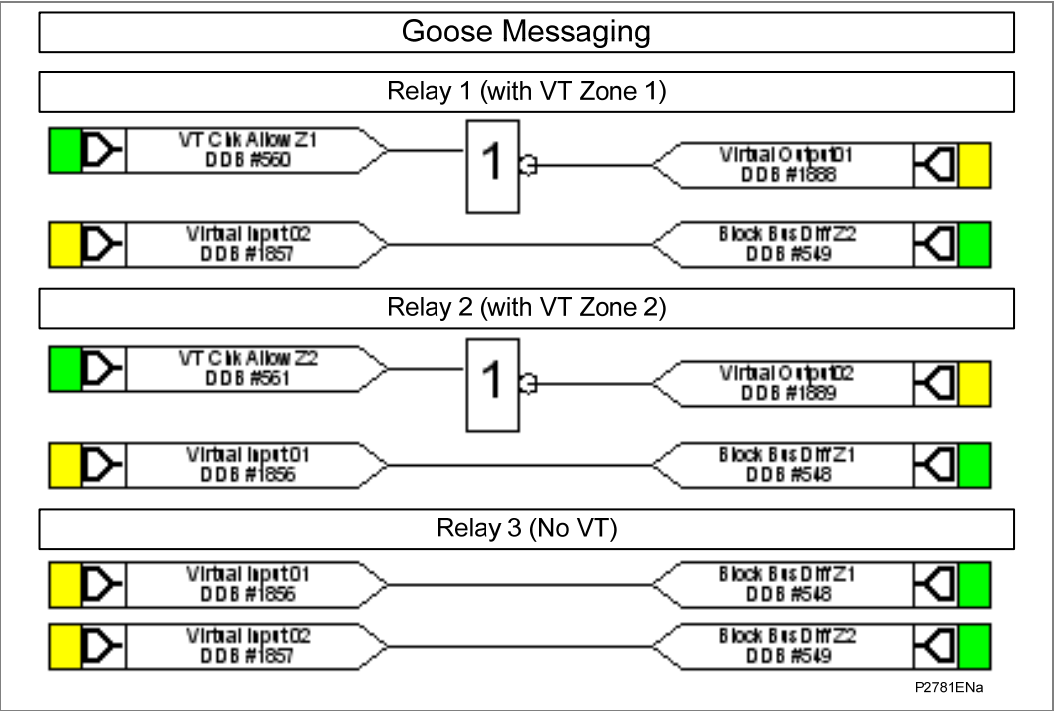 Goose Messaging
Relay 1 (with VT Zone 1)
VT Chk Allow Z1
DDB #560
1
Virtual Output01
DDB #1888
Virtual Input02
DDB #1857
Block Bus Diff Z2
DDB #549
Relay 2 (with VT Zone 2)
VT Chk Allow Z2
DDB #561
1
Virtual Output02
DDB #1889
Virtual Input01
DDB #1856
Block Bus Diff Z1
DDB #548
Relay 3 (No VT)
Virtual Input01
DDB #1856
Block Bus Diff Z1
DDB #548
Virtual Input02
DDB #1857
Block Bus Diff Z2
DDB #549
P2781ENa